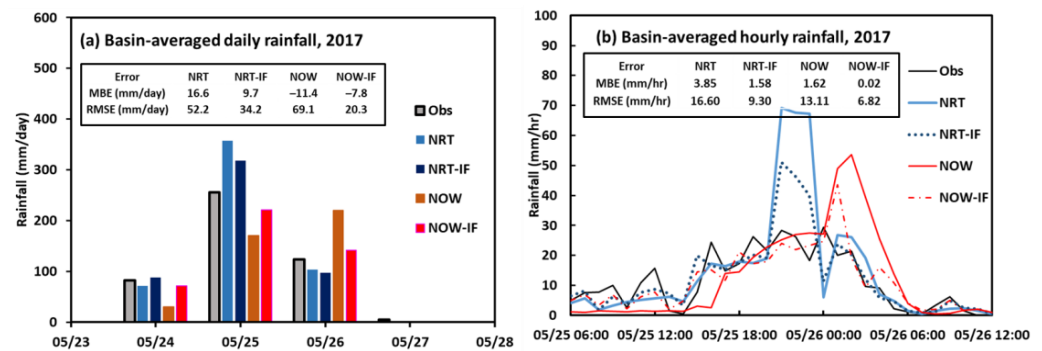 (a) Basin-averaged daily rainfall, 2017
Error NRT NRT-IF NOW NOW-IF
MBE (mm/day) 16.6 9.7 −11.4 −7.8
RMSE (mm/day) 52.2 34.2 69.1 20.3
Rainfall (mm/day)
600
500
400
300
200
100
0
05/23 05/24 05/25 05/26 05/27 05/28
Obs
NRT
NRT-IF
NOW
NOW-IF
(b) Basin-averaged hourly rainfall, 2017
Error NRT NRT-IF NOW NOW-IF
MBE (mm/hr) 3.85 1.58 1.62 0.02
RMSE (mm/hr) 16.60 9.30 13.11 6.82
Rainfall (mm/hr)
100
90
80
70
60
50
40
30
20
10
0
05/25 06:00 05/25 12:00 05/25 18:00 05/26 00:00 05/26 06:00 05/26 12:00
Obs
NRT
NRT-IF
NOW
NOW-IF